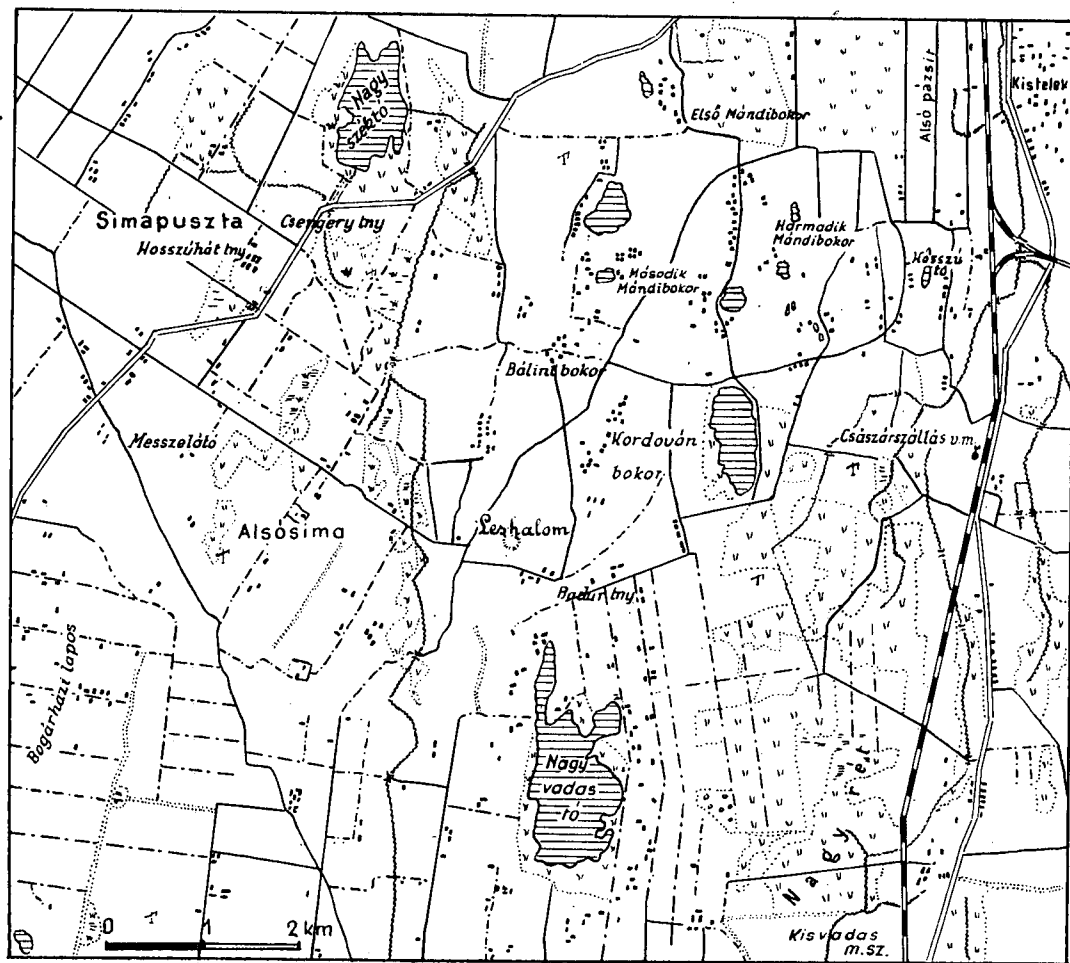 Nagy
széktó
Első Mándibokor
Alsó pázsit
Kistelek
Simapuszta
Csengery tny
Hosszúhát tny
Harmadik
Mándibokor
Hosszú
tó
Második
Mándibokor
Bálint bokor
Messzelátó
Kordován
bokor
Császárszállás v.m.
Alsósima
Leshalom
Badur tny
Bogárházi lapos
Nagy
vadas
tó
Nagy rét
0 1 2 km
Kisvadas
m.sz.